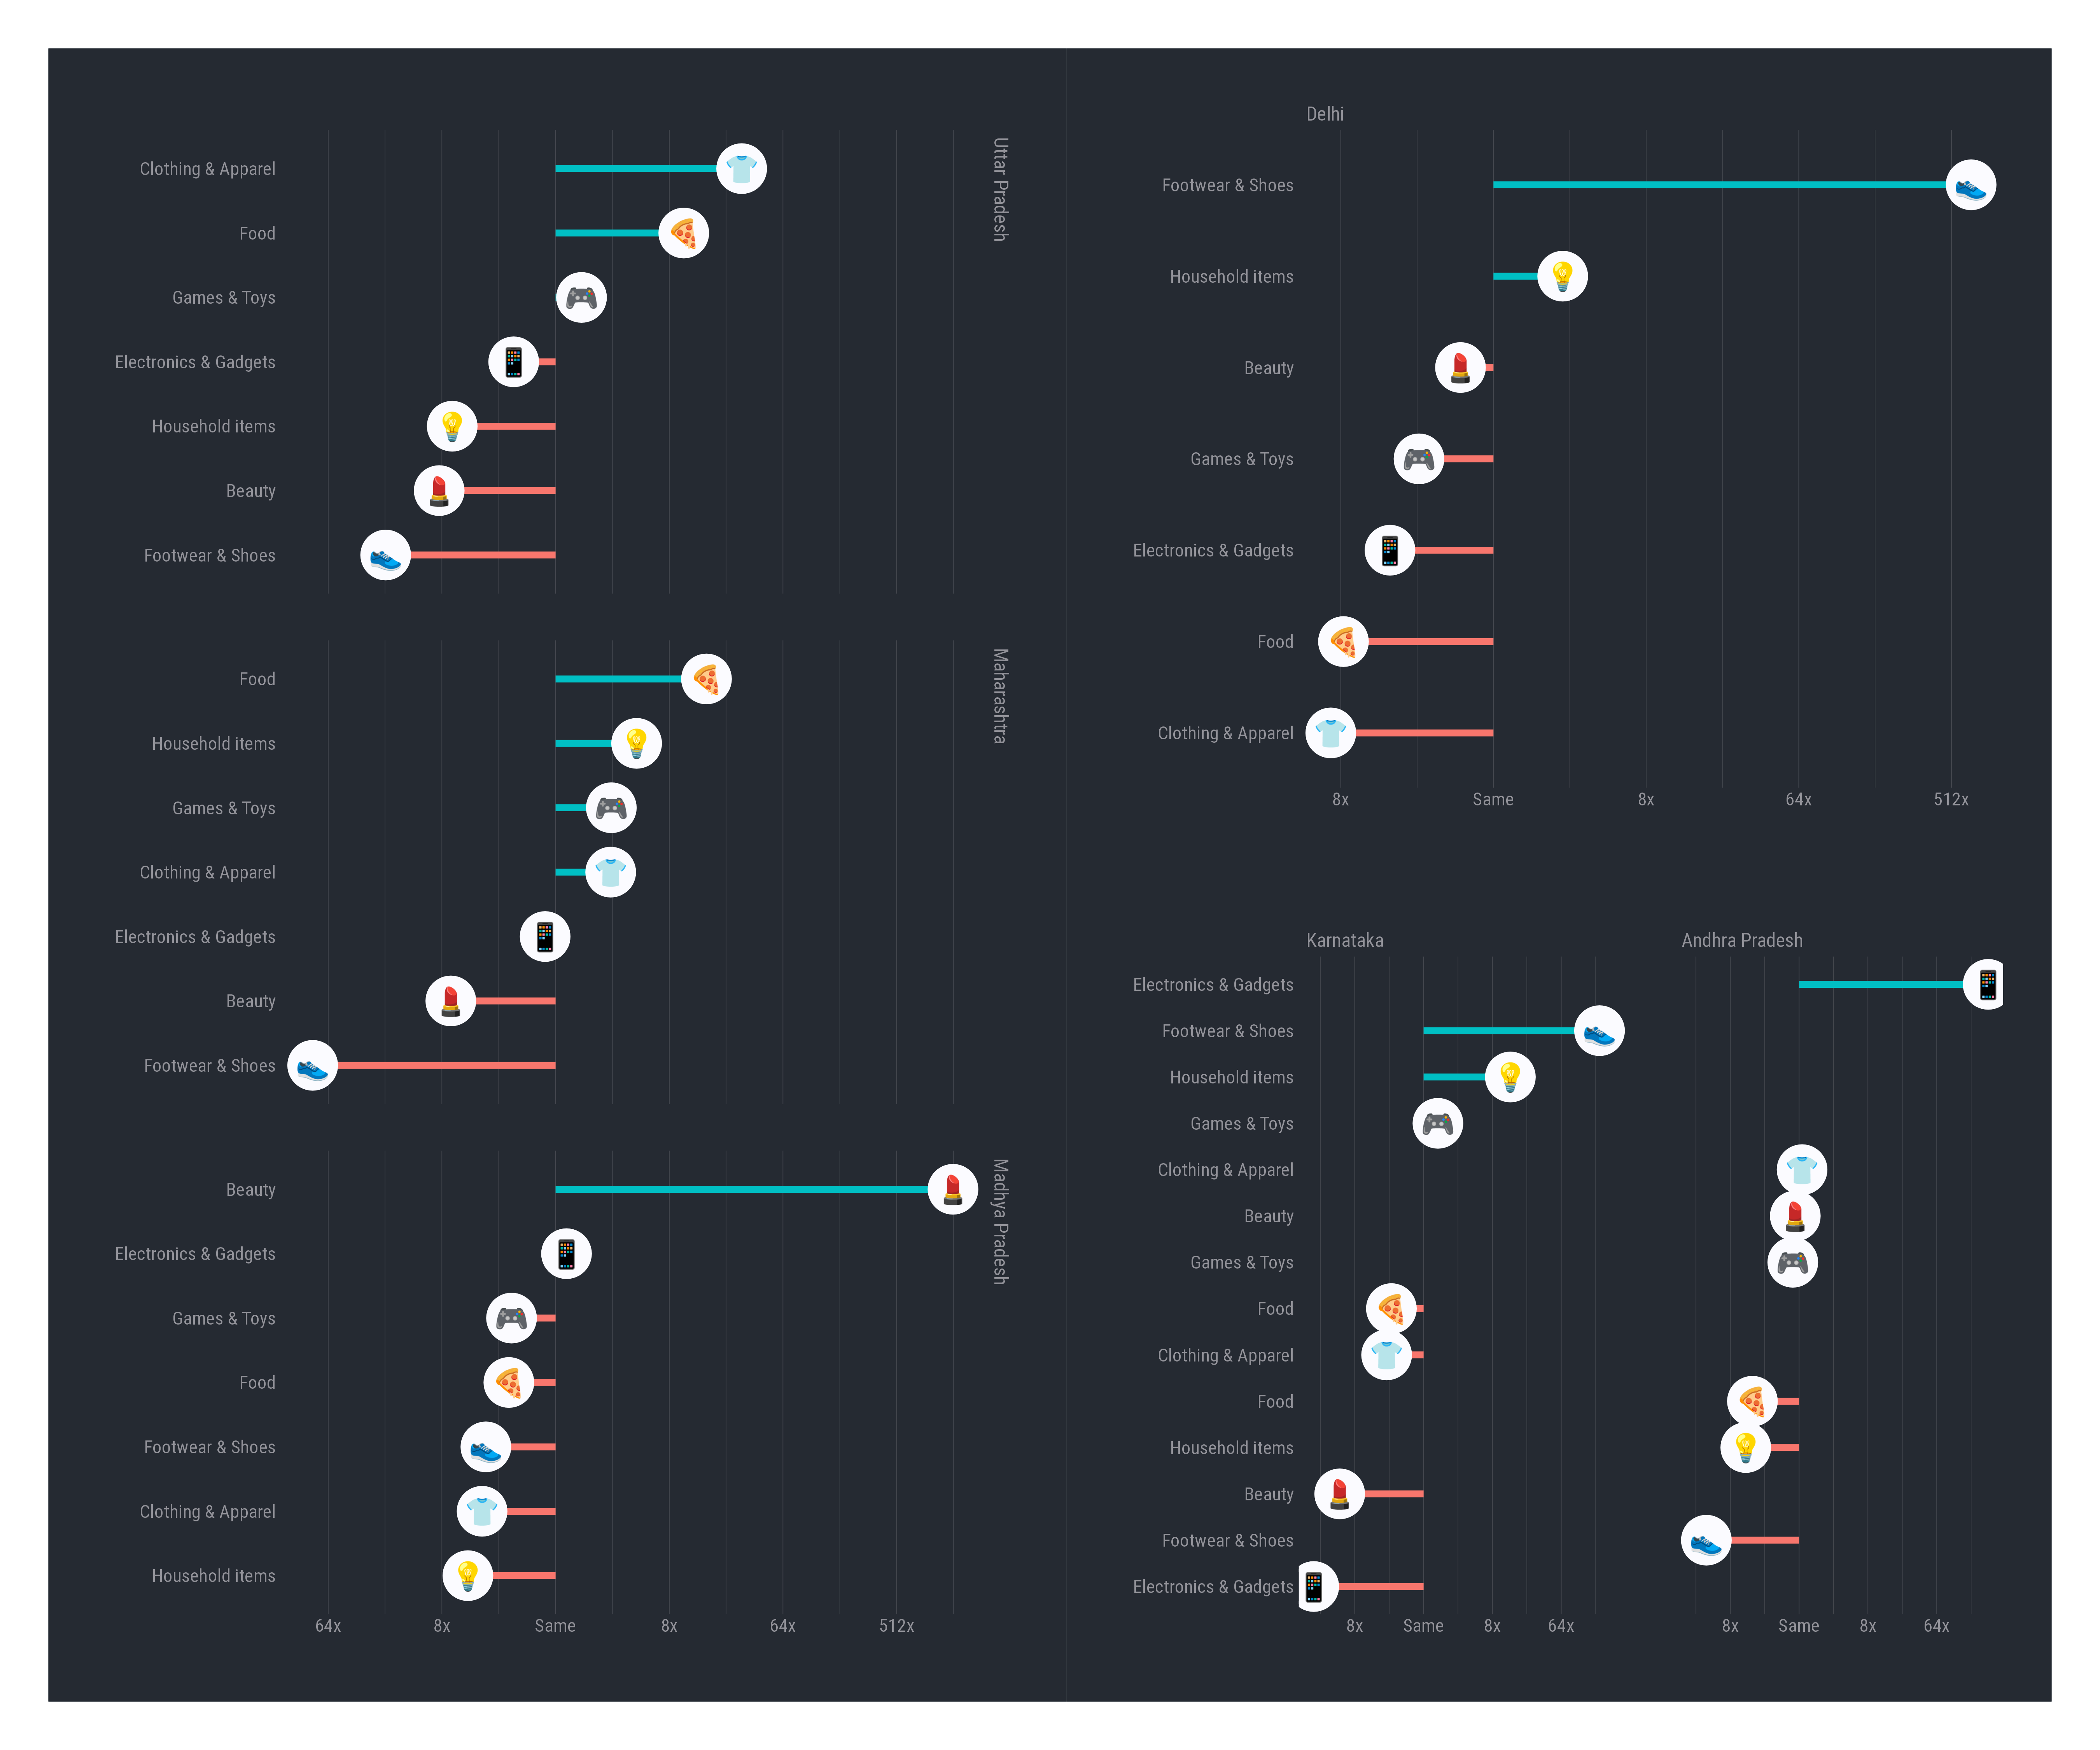 Uttar Pradesh
Clothing & Apparel
Food
Games & Toys
Electronics & Gadgets
Household items
Beauty
Footwear & Shoes
Maharashtra
Food
Household items
Games & Toys
Clothing & Apparel
Electronics & Gadgets
Beauty
Footwear & Shoes
Madhya Pradesh
Beauty
Electronics & Gadgets
Games & Toys
Food
Footwear & Shoes
Clothing & Apparel
Household items
64x 8x Same 8x 64x 512x
Delhi
Footwear & Shoes
Household items
Beauty
Games & Toys
Electronics & Gadgets
Food
Clothing & Apparel
8x Same 8x 64x 512x
Karnataka Andhra Pradesh
Electronics & Gadgets
Footwear & Shoes
Household items
Games & Toys
Clothing & Apparel
Beauty
Games & Toys
Food
Clothing & Apparel
Food
Household items
Beauty
Footwear & Shoes
Electronics & Gadgets
8x Same 8x 64x 8x Same 8x 64x